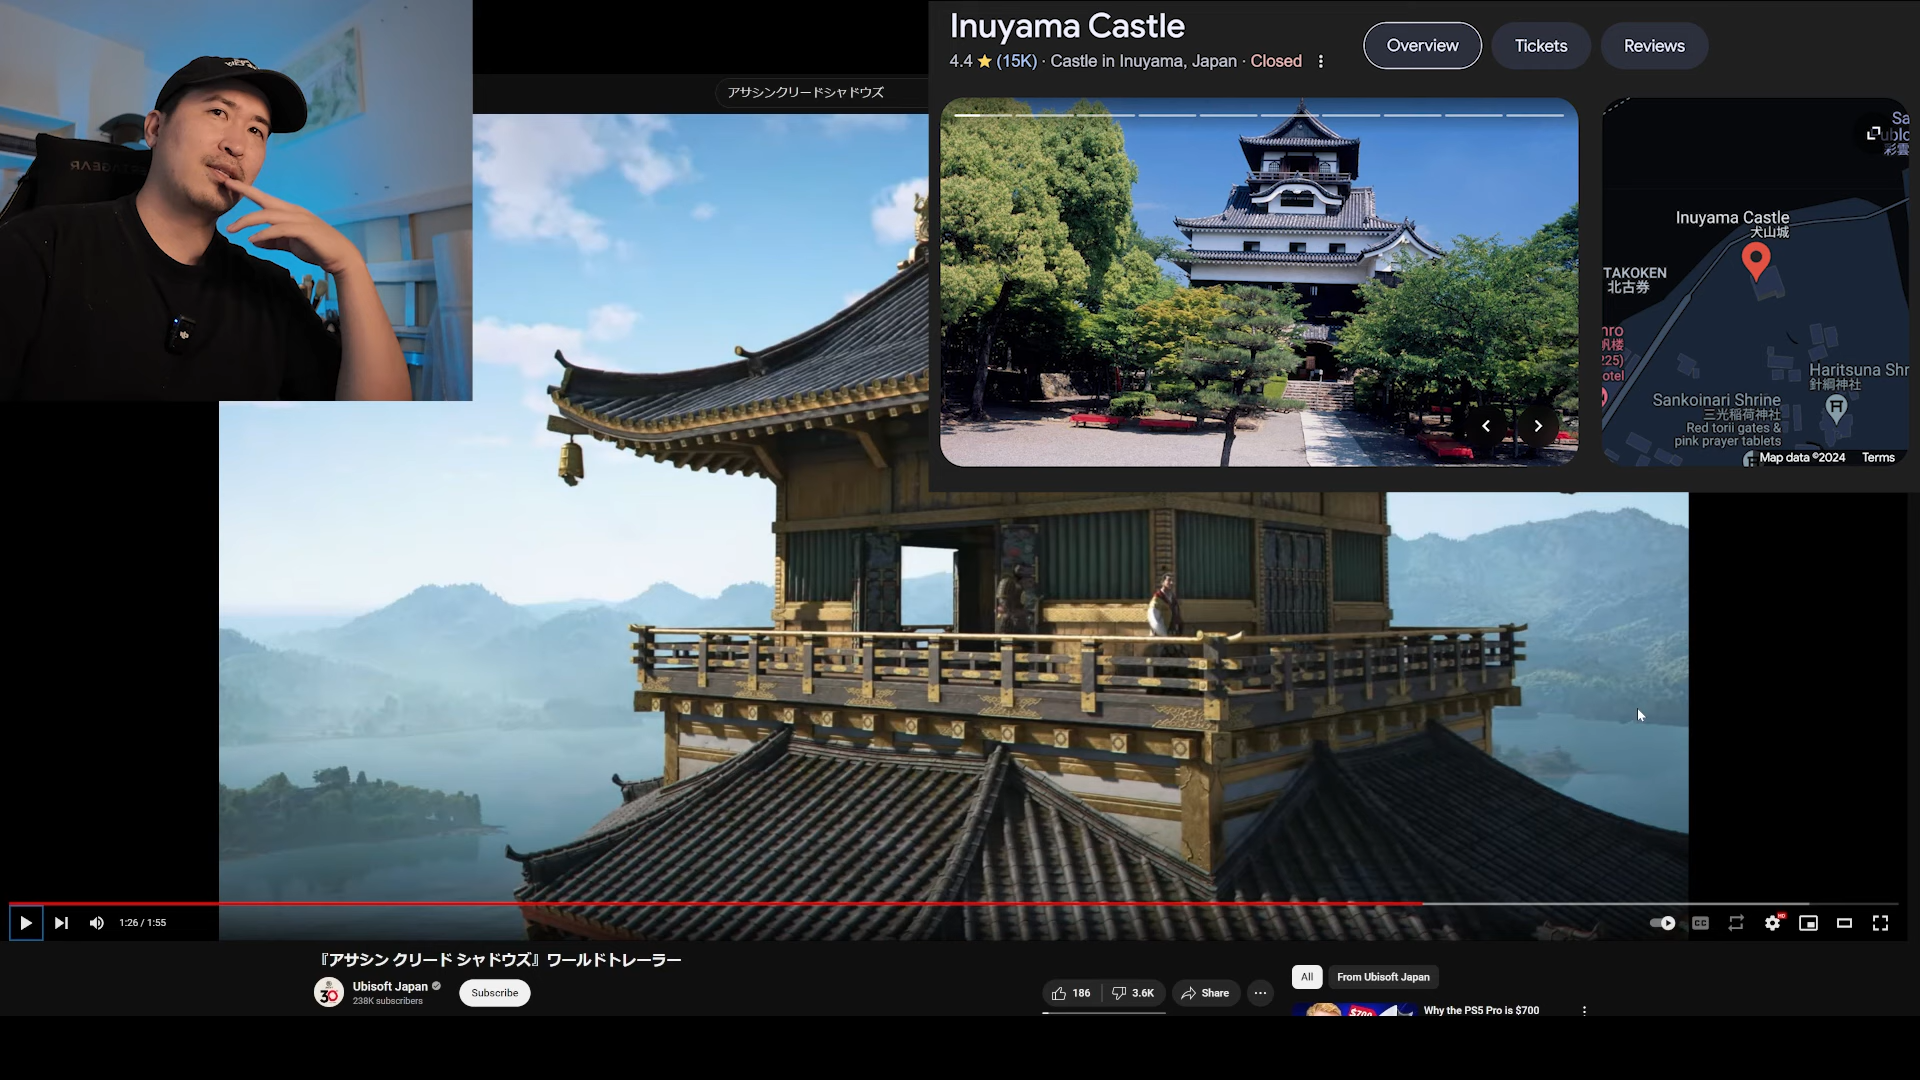 Inuyama Castle
4.4 ★ (15K) · Castle in Inuyama, Japan · Closed
Overview
Tickets
Reviews
アサシンクリードシャドウズ
Inuyama Castle
犬山城
TAKOKEN
北古券
Haritsuna Shr
針綱神社
Sankoinari Shrine
三光稲荷神社
Red torii gates &
pink prayer tablets
Map data ©2024
Terms
1:26 / 1:55
『アサシン クリード シャドウズ』ワールドトレーラー
Ubisoft Japan
238K subscribers
Subscribe
186
3.6K
Share
All
From Ubisoft Japan
Why the PS5 Pro is $700